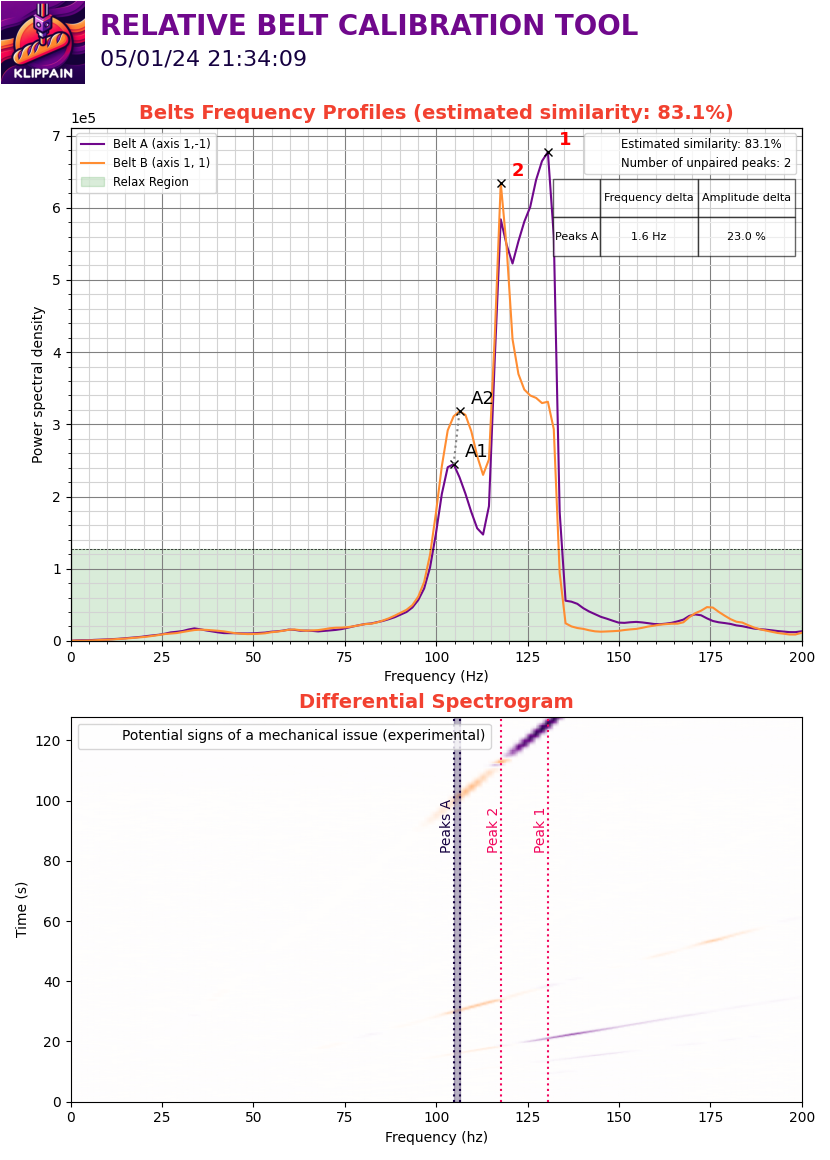 KLIPPAIN
RELATIVE BELT CALIBRATION TOOL
05/01/24 21:34:09
Belts Frequency Profiles (estimated similarity: 83.1%)
1e5
Belt A (axis 1,-1)
Belt B (axis 1, 1)
Relax Region
Estimated similarity: 83.1%
Number of unpaired peaks: 2
Frequency delta Amplitude delta
Peaks A 1.6 Hz 23.0 %
1
2
A2
A1
7
6
5
4
3
2
1
0
Power spectral density
0 25 50 75 100 125 150 175 200
Frequency (Hz)
Differential Spectrogram
Potential signs of a mechanical issue (experimental)
Peaks A
Peak 2
Peak 1
120
100
80
60
40
20
0
Time (s)
0 25 50 75 100 125 150 175 200
Frequency (hz)